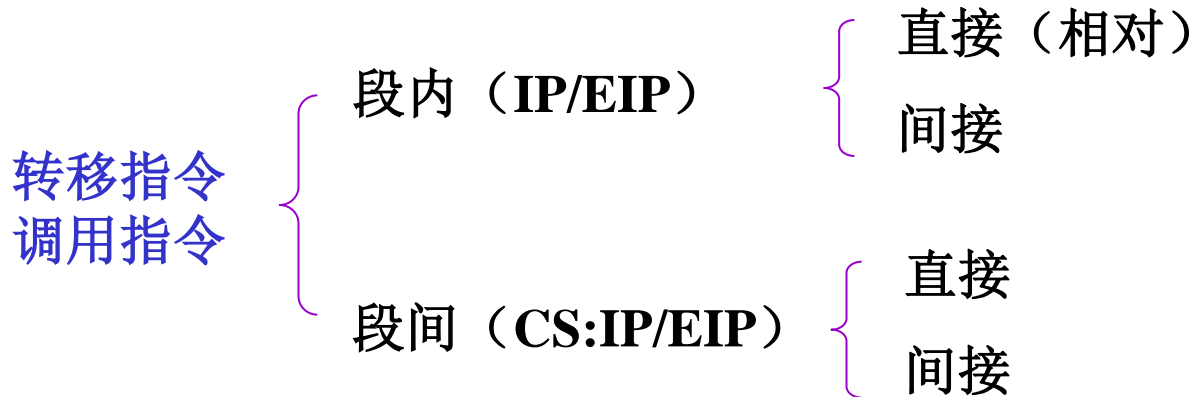 转移指令
调用指令
段内（IP/EIP）
直接（相对）
间接
段间（CS:IP/EIP）
直接
间接